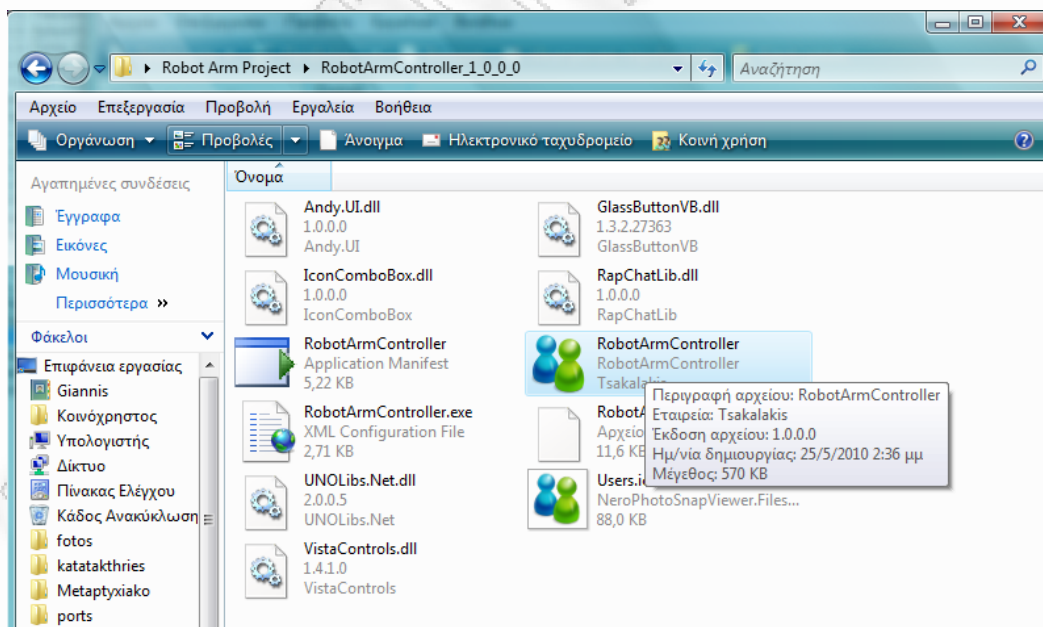 Robot Arm Project ▸ RobotArmController_1_0_0_0
Αναζήτηση
Αρχείο Επεξεργασία Προβολή Εργαλεία Βοήθεια
Οργάνωση Προβολές Άνοιγμα Ηλεκτρονικό ταχυδρομείο Κοινή χρήση
Αγαπημένες συνδέσεις
Έγγραφα
Εικόνες
Μουσική
Περισσότερα »
Φάκελοι
Επιφάνεια εργασίας
Giannis
Κοινόχρηστος
Υπολογιστής
Δίκτυο
Πίνακας Ελέγχου
Κάδος Ανακύκλωση
fotos
katatakthries
Metaptyxiako
ports
Όνομα
Andy.UI.dll
1.0.0.0
Andy.UI
GlassButtonVB.dll
1.3.2.27363
GlassButtonVB
IconComboBox.dll
1.0.0.0
IconComboBox
RapChatLib.dll
1.0.0.0
RapChatLib
RobotArmController
Application Manifest
5,22 KB
RobotArmController
RobotArmController
Tsakalakis
RobotArmController.exe
XML Configuration File
2,71 KB
Αρχείο
11,6 KB
UNOLibs.Net.dll
2.0.0.5
UNOLibs.Net
NeroPhotoSnapViewer.Files...
88,0 KB
VistaControls.dll
1.4.1.0
VistaControls
Περιγραφή αρχείου: RobotArmController
Εταιρεία: Tsakalakis
Έκδοση αρχείου: 1.0.0.0
Ημ/νία δημιουργίας: 25/5/2010 2:36 μμ
Μέγεθος: 570 KB